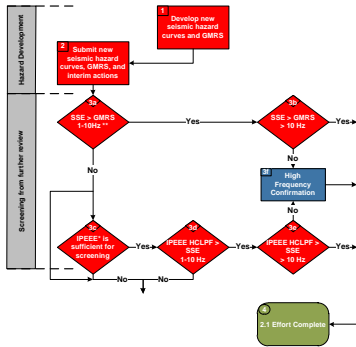 Hazard Development
Screening from further review
1
Develop new
seismic hazard
curves and GMRS
2
Submit new
seismic hazard
curves, GMRS, and
interim actions
3a
SSE > GMRS
1-10Hz **
Yes
3b
SSE > GMRS
> 10 Hz
Yes
No
No
3f
High
Frequency
Confirmation
No
3c
IPEEE* is
sufficient for
screening
Yes
3d
IPEEE HCLPF >
SSE
1-10 Hz
Yes
3e
IPEEE HCLPF >
SSE
> 10 Hz
Yes
No
No
4
2.1 Effort Complete